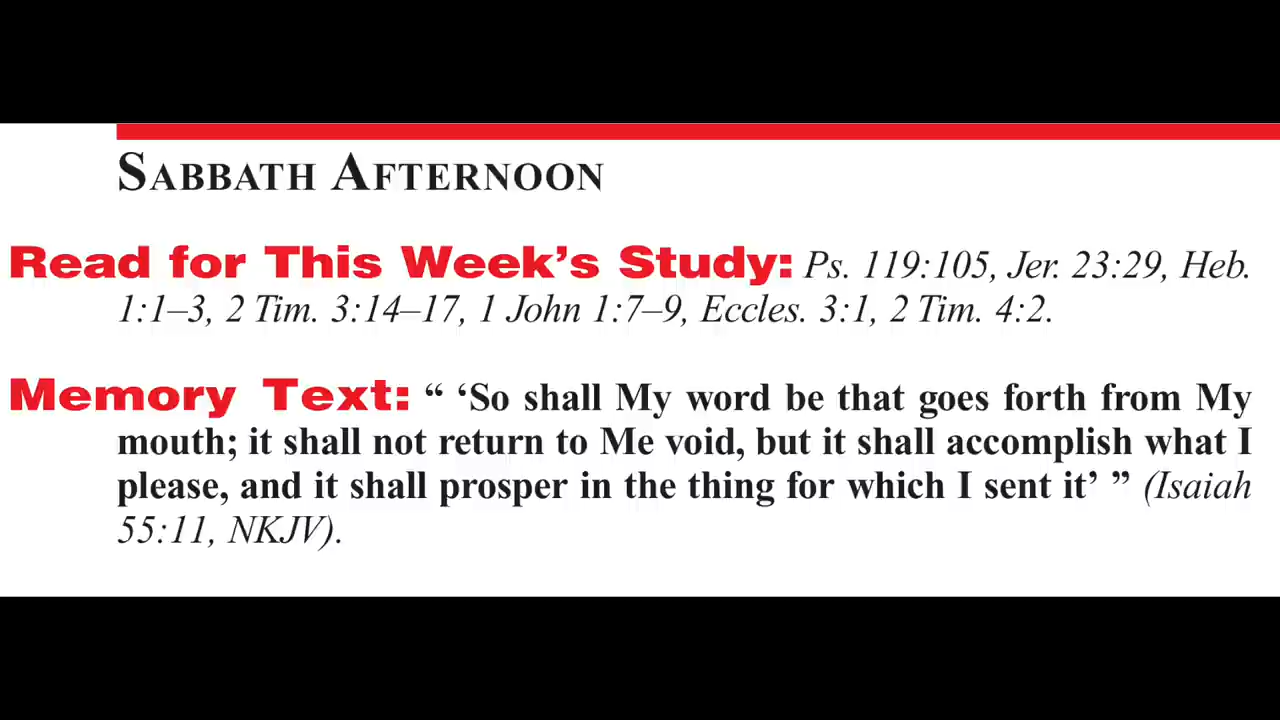 SABBATH AFTERNOON
Read for This Week’s Study: Ps. 119:105, Jer. 23:29, Heb.
1:1–3, 2 Tim. 3:14–17, 1 John 1:7–9, Eccles. 3:1, 2 Tim. 4:2.
Memory Text: “ ‘So shall My word be that goes forth from My
mouth; it shall not return to Me void, but it shall accomplish what I
please, and it shall prosper in the thing for which I sent it’ ” (Isaiah
55:11, NKJV).